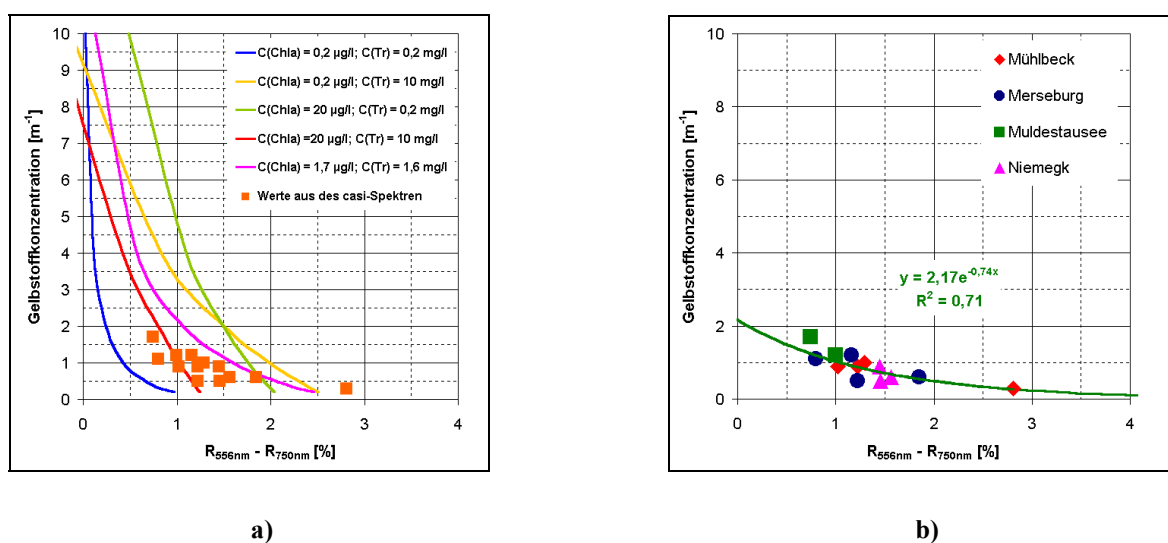 10
9
8
7
6
5
4
3
2
1
0
Gelbstoffkonzentration [m-1]
C(Chla) = 0,2 µg/l; C(Tr) = 0,2 mg/l
C(Chla) = 0,2 µg/l; C(Tr) = 10 mg/l
C(Chla) = 20 µg/l; C(Tr) = 0,2 mg/l
C(Chla) =20 µg/l; C(Tr) = 10 mg/l
C(Chla) = 1,7 µg/l; C(Tr) = 1,6 mg/l
Werte aus des casi-Spektren
0 1 2 3 4
R556nm - R750nm [%]
a)
10
8
6
4
2
0
Gelbstoffkonzentration [m-1]
Mühlbeck
Merseburg
Muldestausee
Niemegk
y = 2,17e-0,74x
R2 = 0,71
0 1 2 3 4
R556nm - R750nm [%]
b)